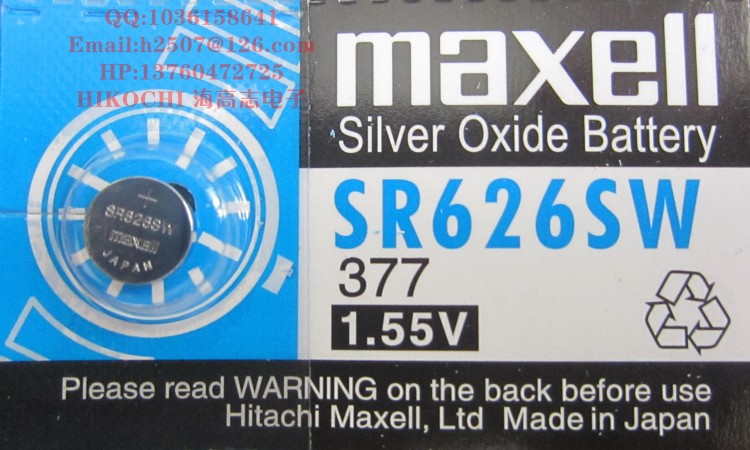 QQ:1036158641
Email:h2507@126.com
HP:13760472725
HIKOCHI 海高志电子
maxell
Silver Oxide Battery
SR626SW
377
1.55V
+
SR626SW
maxell
JAPAN
Please read WARNING on the back before use
Hitachi Maxell, Ltd Made in Japan